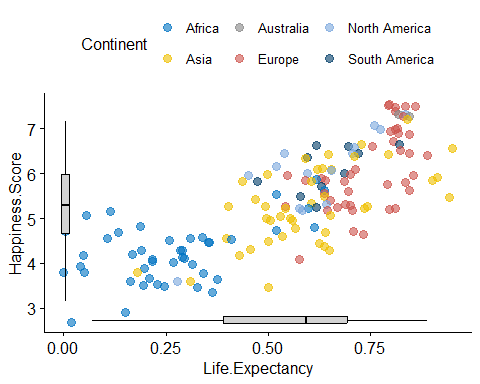 Continent
Africa
Australia
North America
Asia
Europe
South America
Happiness.Score
7
6
5
4
3
0.00
0.25
0.50
0.75
Life.Expectancy